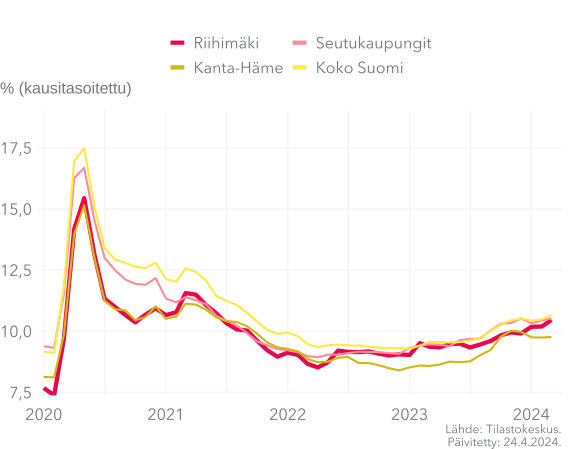 Riihimäki Seutukaupungit
Kanta-Häme Koko Suomi
% (kausitasoitettu)
17,5
15,0
12,5
10,0
7,5
2020 2021 2022 2023 2024
Lähde: Tilastokeskus.
Päivitetty: 24.4.2024.